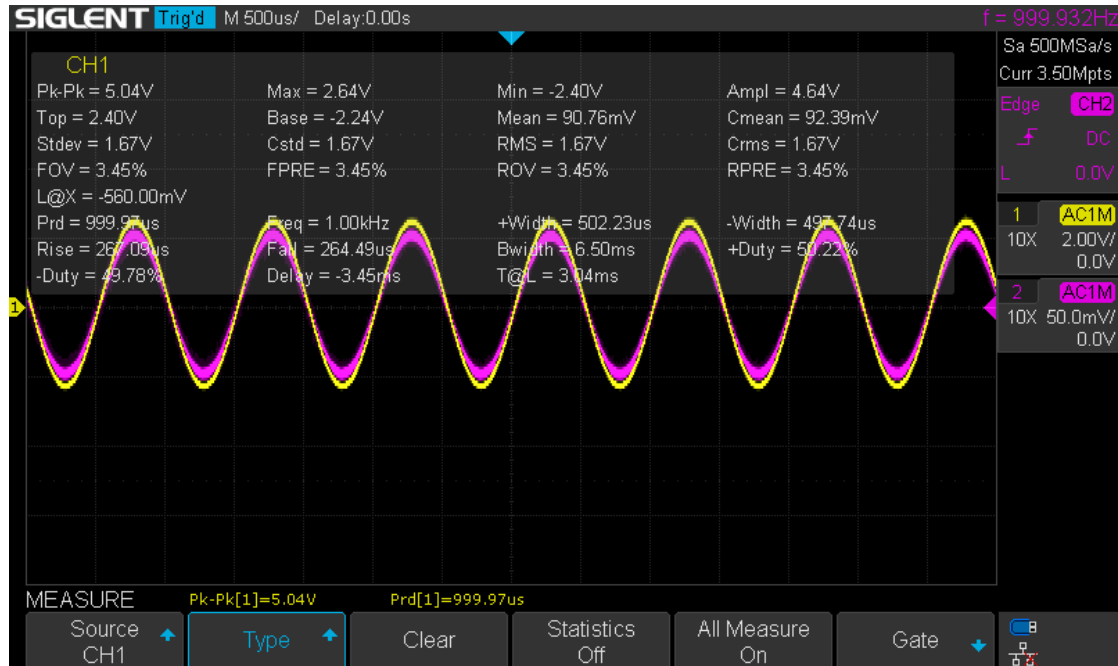 SIGLENT Trig'd M 500us/ Delay:0.00s f = 999.932Hz
Sa 500MSa/s
Curr 3.50Mpts
CH1
Pk-Pk = 5.04V Max = 2.64V Min = -2.40V Ampl = 4.64V
Top = 2.40V Base = -2.24V Mean = 90.76mV Cmean = 92.39mV
Stdev = 1.67V Cstd = 1.67V RMS = 1.67V Crms = 1.67V
FOV = 3.45% FPRE = 3.45% ROV = 3.45% RPRE = 3.45%
L@X = -560.00mV
Prd = 999.97us Freq = 1.00kHz +Width = 502.23us -Width = 497.74us
Rise = 267.09us Fall = 264.49us Bwidth = 6.50ms +Duty = 50.22%
-Duty = 49.78% Delay = -3.45ms T@L = 3.04ms
Edge CH2
DC
L 0.0V
1 AC1M
10X 2.00V/
0.0V
2 AC1M
10X 50.0mV/
0.0V
1
MEASURE Pk-Pk[1]=5.04V Prd[1]=999.97us
Source
CH1
Type
Clear
Statistics
Off
All Measure
On
Gate